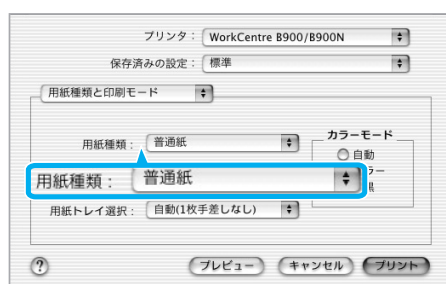 プリンタ： WorkCentre B900/B900N
保存済みの設定： 標準
用紙種類と印刷モード
用紙種類： 普通紙
カラーモード
自動
用紙種類： 普通紙
用紙トレイ選択： 自動(1枚手差しなし)
? プレビュー キャンセル プリント